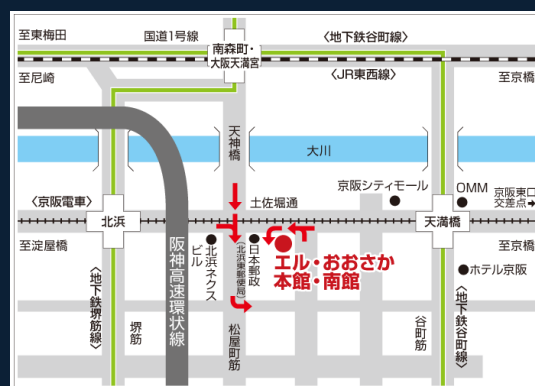 至東梅田
国道1号線
〈地下鉄谷町線〉
南森町・
大阪天満宮
至尼崎
〈JR東西線〉
至京橋
天神橋
大川
京阪シティモール
OMM
京阪東口
交差点➡
〈京阪電車〉
北浜
土佐堀通
天満橋
至淀屋橋
至京橋
阪神高速環状線
北浜ネクス
ビル
日本郵政
(北浜東郵便局)
エル・おおさか
本館・南館
ホテル京阪
〈地下鉄堺筋線〉
堺筋
松屋町筋
谷町筋
〈地下鉄谷町線〉